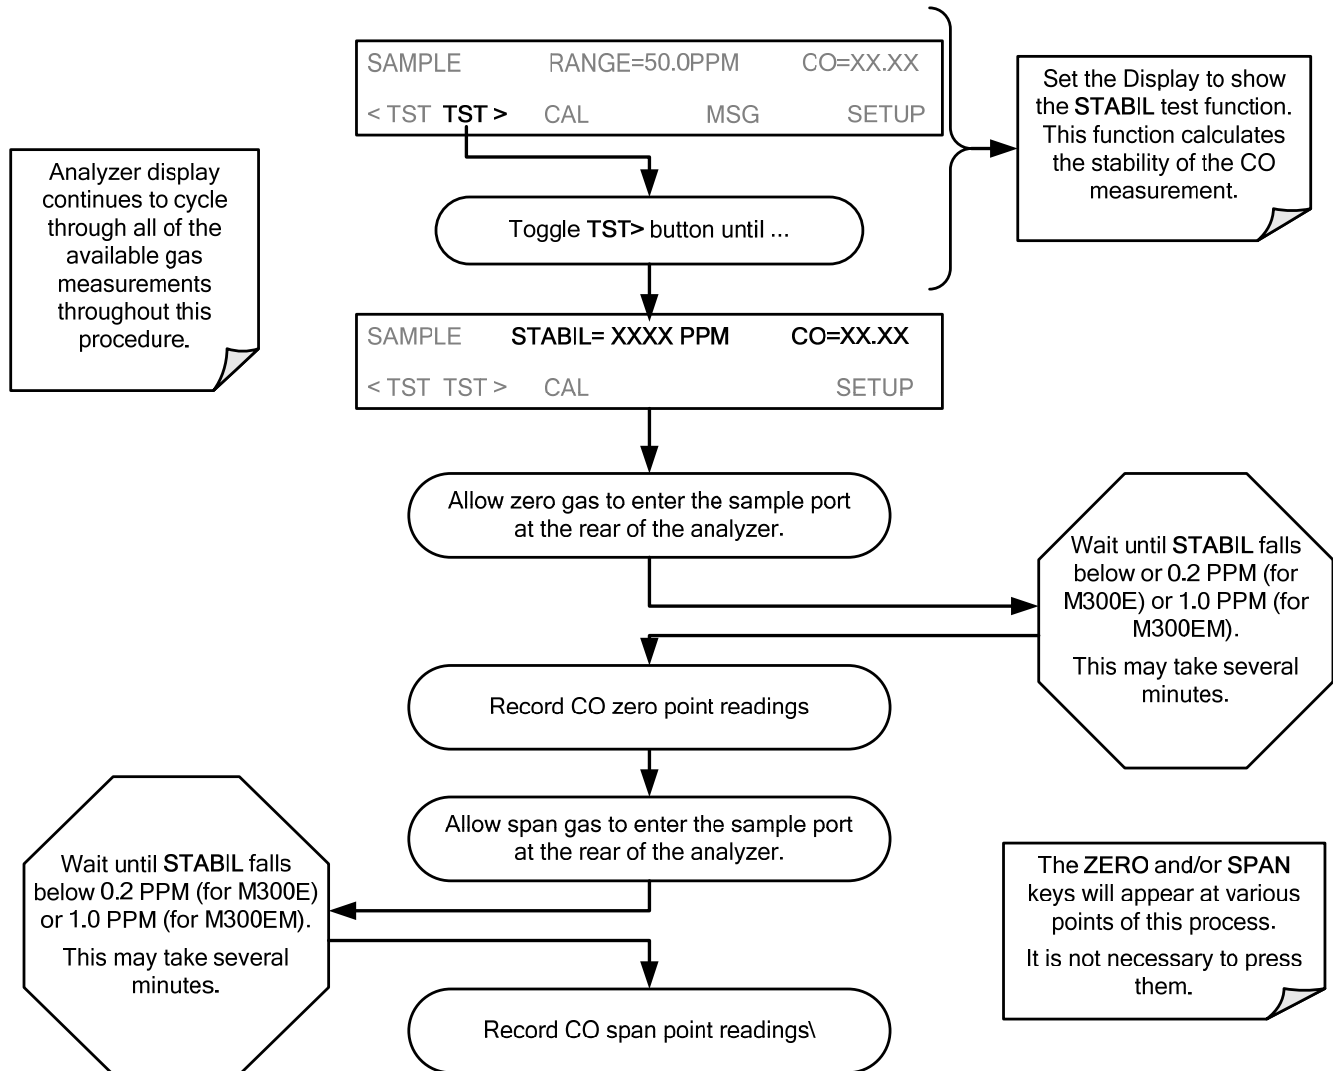 SAMPLE RANGE=50.0PPM CO=XX.XX
< TST TST > CAL MSG SETUP
Set the Display to show
the STABIL test function.
This function calculates
the stability of the CO
measurement.
Analyzer display
continues to cycle
through all of the
available gas
measurements
throughout this
procedure.
Toggle TST> button until ...
SAMPLE STABIL= XXXX PPM CO=XX.XX
< TST TST > CAL SETUP
Allow zero gas to enter the sample port
at the rear of the analyzer.
Wait until STABIL falls
below or 0.2 PPM (for
M300E) or 1.0 PPM (for
M300EM).
This may take several
minutes.
Record CO zero point readings
Allow span gas to enter the sample port
at the rear of the analyzer.
Wait until STABIL falls
below 0.2 PPM (for M300E)
or 1.0 PPM (for M300EM).
This may take several
minutes.
The ZERO and/or SPAN
keys will appear at various
points of this process.
It is not necessary to press
them.
Record CO span point readings\